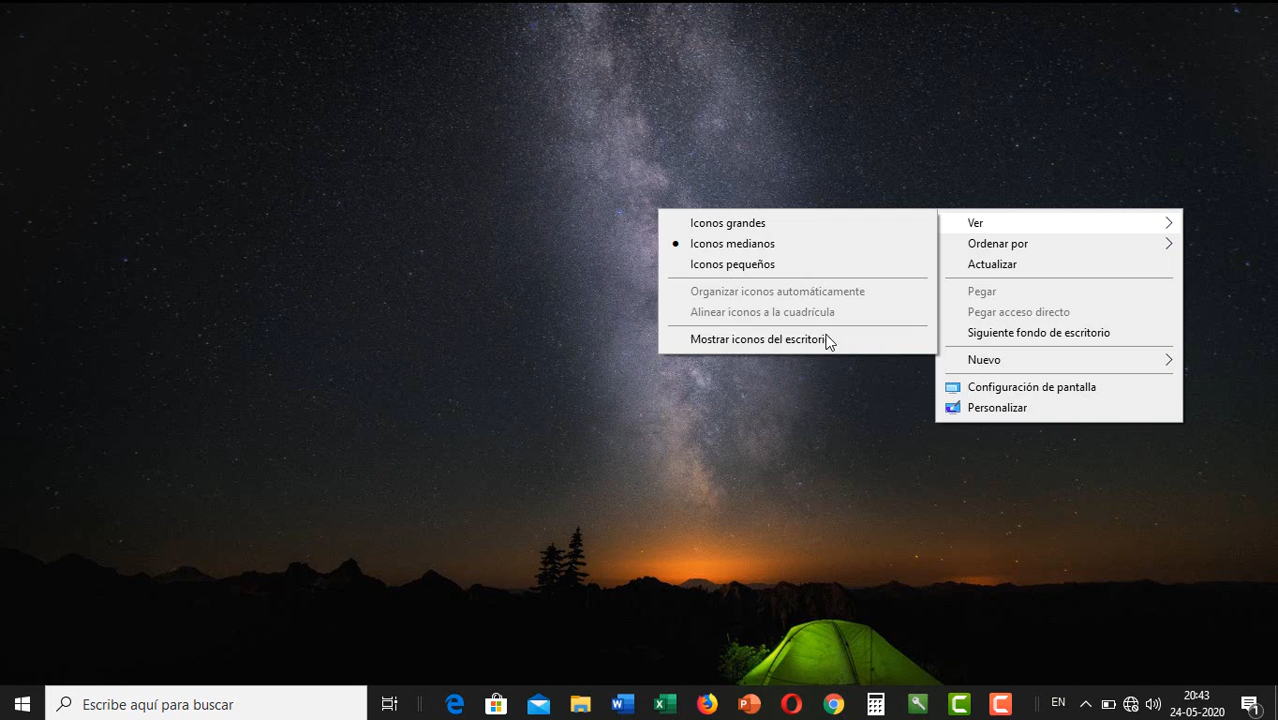 Iconos grandes
Iconos medianos
Iconos pequeños
Organizar iconos automáticamente
Alinear iconos a la cuadrícula
Mostrar iconos del escritorio
Ver
Ordenar por
Actualizar
Pegar
Pegar acceso directo
Siguiente fondo de escritorio
Nuevo
Configuración de pantalla
Personalizar
Escribe aquí para buscar
EN
20:43
24-05-2020
1